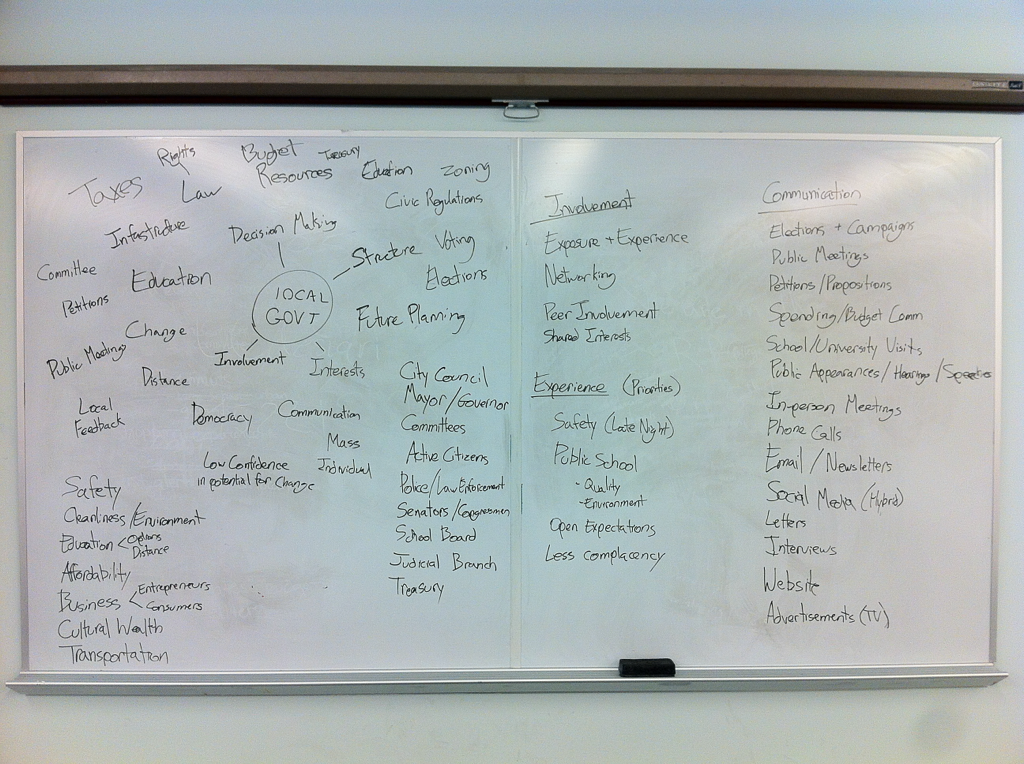 Rights
Budget
Treasury
Taxes
Law
Resources
Education
Zoning
Civic Regulations
Infastructure
Decision Making
Structure
Voting
Committee
Education
Elections
Petitions
LOCAL
GOVT
Future Planning
Change
Public Meetings
Involvement
Interests
Distance
Local
Feedback
Democracy
Communication
Mass
Individual
Low Confidence
in potential for Change
Safety
Cleanliness/Environment
Education < Options
Distance
Affordability
Business < Entrepreneurs
Consumers
Cultural Wealth
Transportation
City Council
Mayor/Governor
Committees
Active Citizens
Police/Law Enforcement
Senators/Congressmen
School Board
Judicial Branch
Treasury
Involvement
Exposure + Experience
Networking
Peer Involvement
Shared Interests
Experience (Priorities)
Safety (Late Night)
Public School
- Quality
- Environment
Open Expectations
Less complacency
Communication
Elections + Campaigns
Public Meetings
Petitions/Propositions
Spending/Budget Comm
School/University Visits
Public Appearances/Hearings/Speeches
In-person Meetings
Phone Calls
Email/Newsletters
Social Media (Hybrid)
Letters
Interviews
Website
Advertisements (TV)